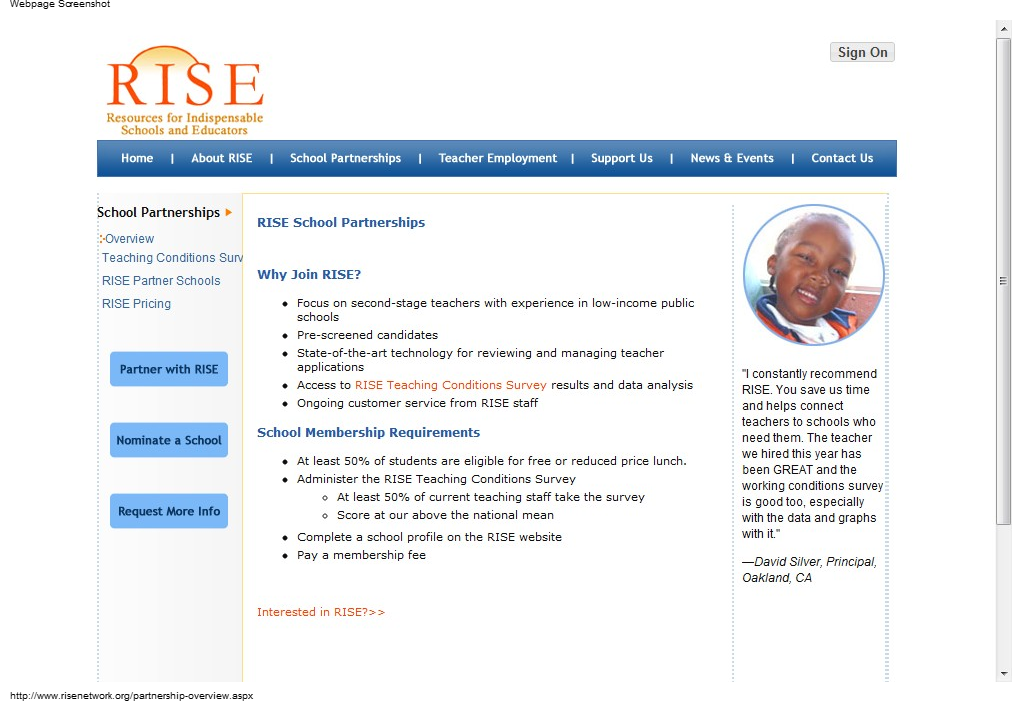 Webpage Screenshot
Sign On
RISE
Resources for Indispensable
Schools and Educators
Home | About RISE | School Partnerships | Teacher Employment | Support Us | News & Events | Contact Us
School Partnerships
Overview
Teaching Conditions Surv
RISE Partner Schools
RISE Pricing
Partner with RISE
Nominate a School
Request More Info
RISE School Partnerships
Why Join RISE?
Focus on second-stage teachers with experience in low-income public
schools
Pre-screened candidates
State-of-the-art technology for reviewing and managing teacher
applications
Access to RISE Teaching Conditions Survey results and data analysis
Ongoing customer service from RISE staff
School Membership Requirements
At least 50% of students are eligible for free or reduced price lunch.
Administer the RISE Teaching Conditions Survey
At least 50% of current teaching staff take the survey
Score at our above the national mean
Complete a school profile on the RISE website
Pay a membership fee
Interested in RISE?>>
"I constantly recommend
RISE. You save us time
and helps connect
teachers to schools who
need them. The teacher
we hired this year has
been GREAT and the
working conditions survey
is good too, especially
with the data and graphs
with it."
—David Silver, Principal,
Oakland, CA
http://www.risenetwork.org/partnership-overview.aspx